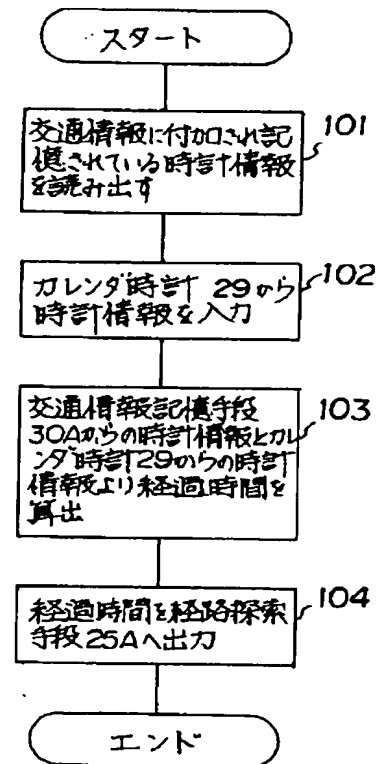 スタート
交通情報に付加され記
憶されている時計情報
を読み出す
101
カレンダ時計 29から
時計情報を入力
102
交通情報記憶手段
30Aからの時計情報とカレ
ンダ時計29からの時計
情報より経過時間を
算出
103
経過時間を経路探索
手段25Aへ出力
104
エンド